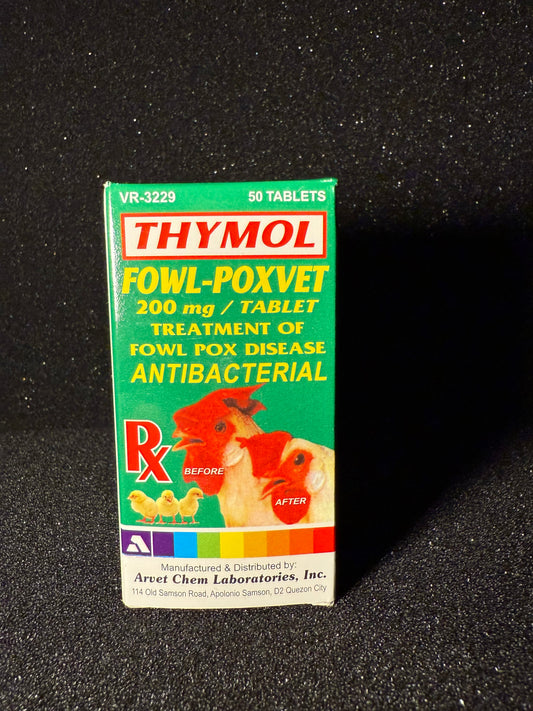 VR-3229 50 TABLETS
THYMOL
FOWL-POXVET
200 mg / TABLET
TREATMENT OF
FOWL POX DISEASE
ANTIBACTERIAL
Rx
BEFORE
AFTER
Manufactured & Distributed by:
Arvet Chem Laboratories, Inc.
114 Old Samson Road, Apolonio Samson, D2 Quezon City